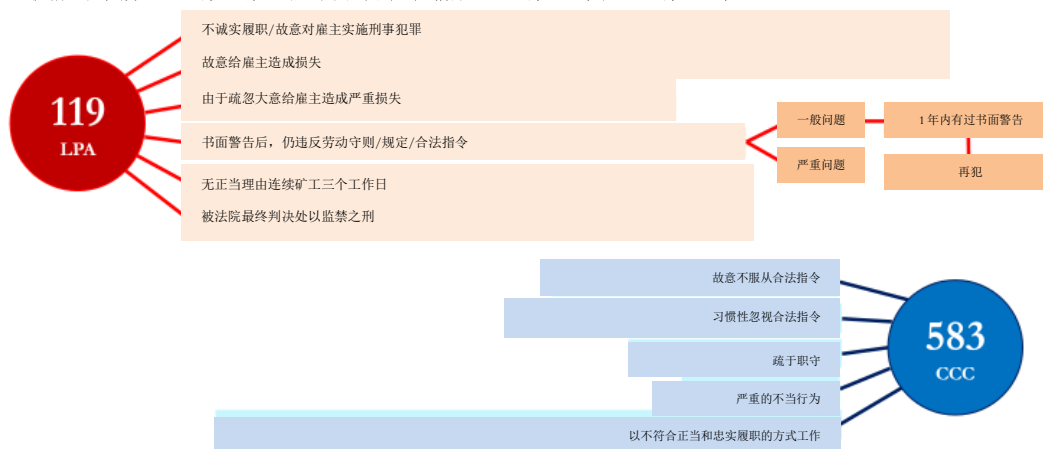 不诚实履职/故意对雇主实施刑事犯罪
故意给雇主造成损失
由于疏忽大意给雇主造成严重损失
书面警告后，仍违反劳动守则/规定/合法指令
无正当理由连续矿工三个工作日
被法院最终判决处以监禁之刑
119
LPA
一般问题
1年内有过书面警告
严重问题
再犯
故意不服从合法指令
习惯性忽视合法指令
疏于职守
严重的不当行为
以不符合正当和忠实履职的方式工作
583
CCC